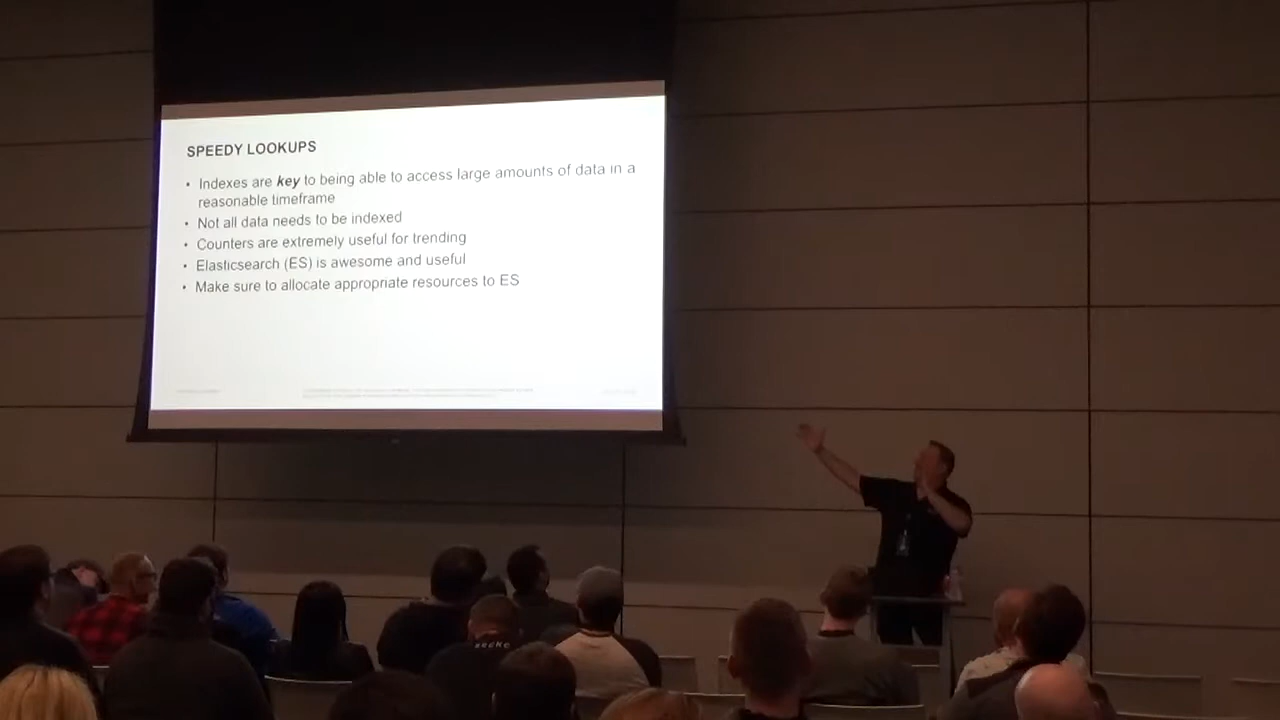 SPEEDY LOOKUPS
• Indexes are key to being able to access large amounts of data in a
reasonable timeframe
• Not all data needs to be indexed
• Counters are extremely useful for trending
• Elasticsearch (ES) is awesome and useful
• Make sure to allocate appropriate resources to ES